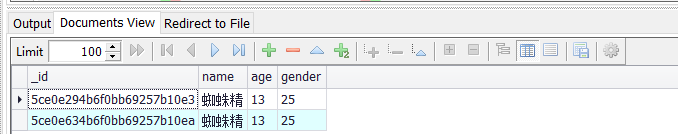 Output Documents View Redirect to File
Limit 100
_id name age gender
5ce0e294b6f0bb69257b10e3 蜘蛛精 13 25
5ce0e634b6f0bb69257b10ea 蜘蛛精 13 25